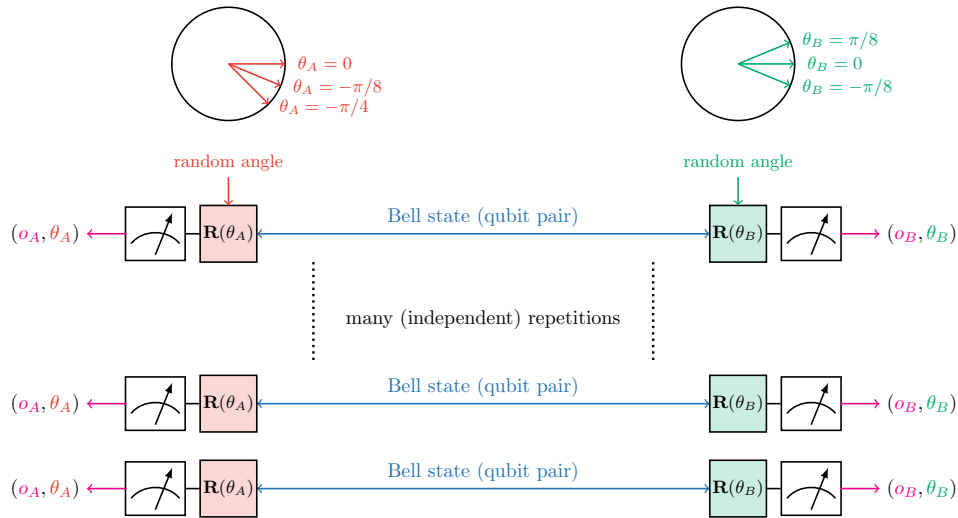 θ_A = 0
θ_A = −π/8
θ_A = −π/4
θ_B = π/8
θ_B = 0
θ_B = −π/8
random angle
random angle
(o_A, θ_A)
R(θ_A)
Bell state (qubit pair)
R(θ_B)
(o_B, θ_B)
many (independent) repetitions
(o_A, θ_A)
R(θ_A)
Bell state (qubit pair)
R(θ_B)
(o_B, θ_B)
(o_A, θ_A)
R(θ_A)
Bell state (qubit pair)
R(θ_B)
(o_B, θ_B)